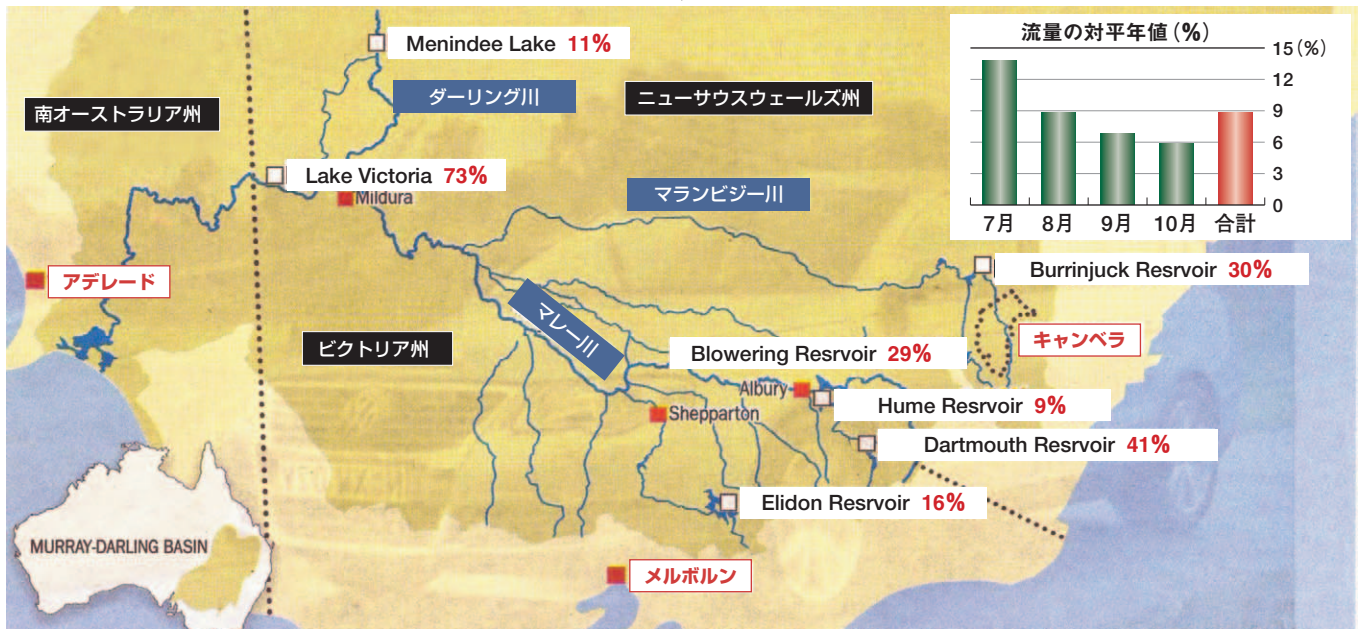 Menindee Lake 11%
ダーリング川
ニューサウスウェールズ州
南オーストラリア州
Lake Victoria 73%
Mildura
マランビジー川
流量の対平年値(%)
15(%)
12
9
6
3
0
7月 8月 9月 10月 合計
アデレード
Burrinjuck Resrvoir 30%
キャンベラ
マレー川
ビクトリア州
Blowering Resrvoir 29%
Albury
Hume Resrvoir 9%
Shepparton
Dartmouth Resrvoir 41%
Elidon Resrvoir 16%
MURRAY-DARLING BASIN
メルボルン